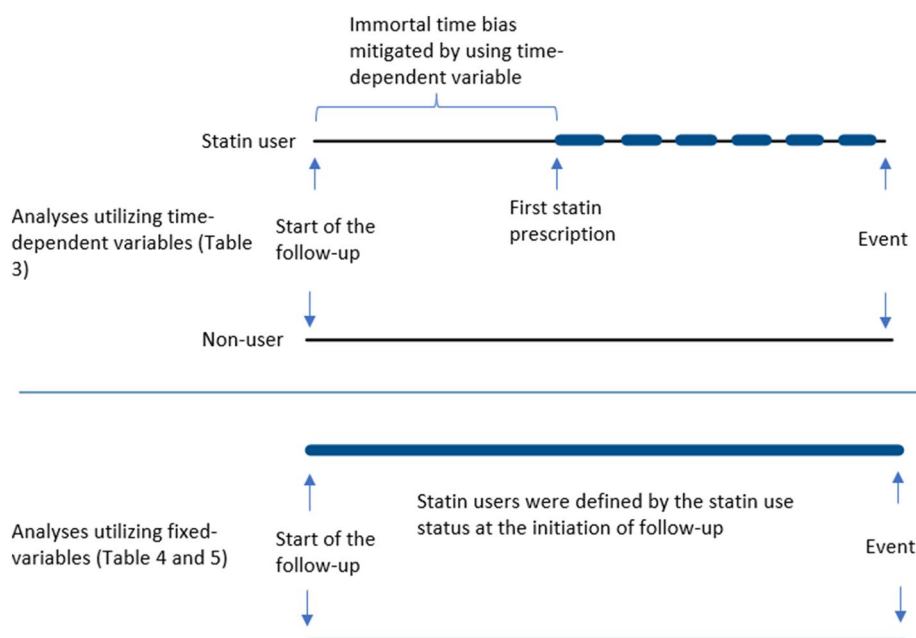 Immortal time bias
mitigated by using time-
dependent variable
Statin user
First statin
prescription
Analyses utilizing time-
dependent variables (Table
3)
Start of the
follow-up
Event
Non-user
Statin users were defined by the statin use
status at the initiation of follow-up
Analyses utilizing fixed-
variables (Table 4 and 5)
Start of the
follow-up
Event